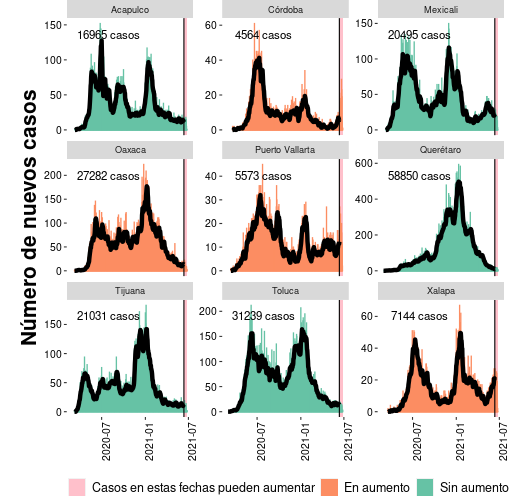 Número de nuevos casos
Acapulco
Córdoba
Mexicali
150
100
50
0
16965 casos
60
40
20
0
4564 casos
150
100
50
0
20495 casos
Oaxaca
Puerto Vallarta
Querétaro
200
150
100
50
0
27282 casos
40
30
20
10
0
5573 casos
600
400
200
0
58850 casos
Tijuana
Toluca
Xalapa
150
100
50
0
21031 casos
200
150
100
50
0
31239 casos
60
40
20
0
7144 casos
2020-07
2021-01
2021-07
2020-07
2021-01
2021-07
2020-07
2021-01
2021-07
Casos en estas fechas pueden aumentar
En aumento
Sin aumento